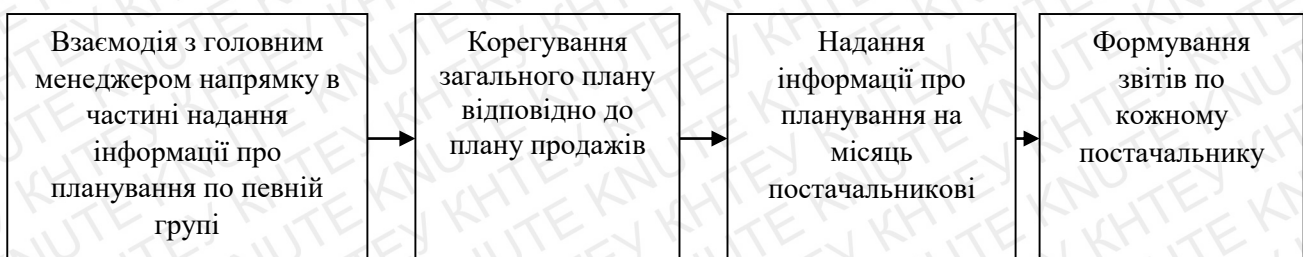 Взаємодія з головним
менеджером напрямку в
частині надання
інформації про
планування по певній
групі
Корегування
загального плану
відповідно до
плану продажів
Надання
інформації про
планування на
місяць
постачальникові
Формування
звітів по
кожному
постачальнику